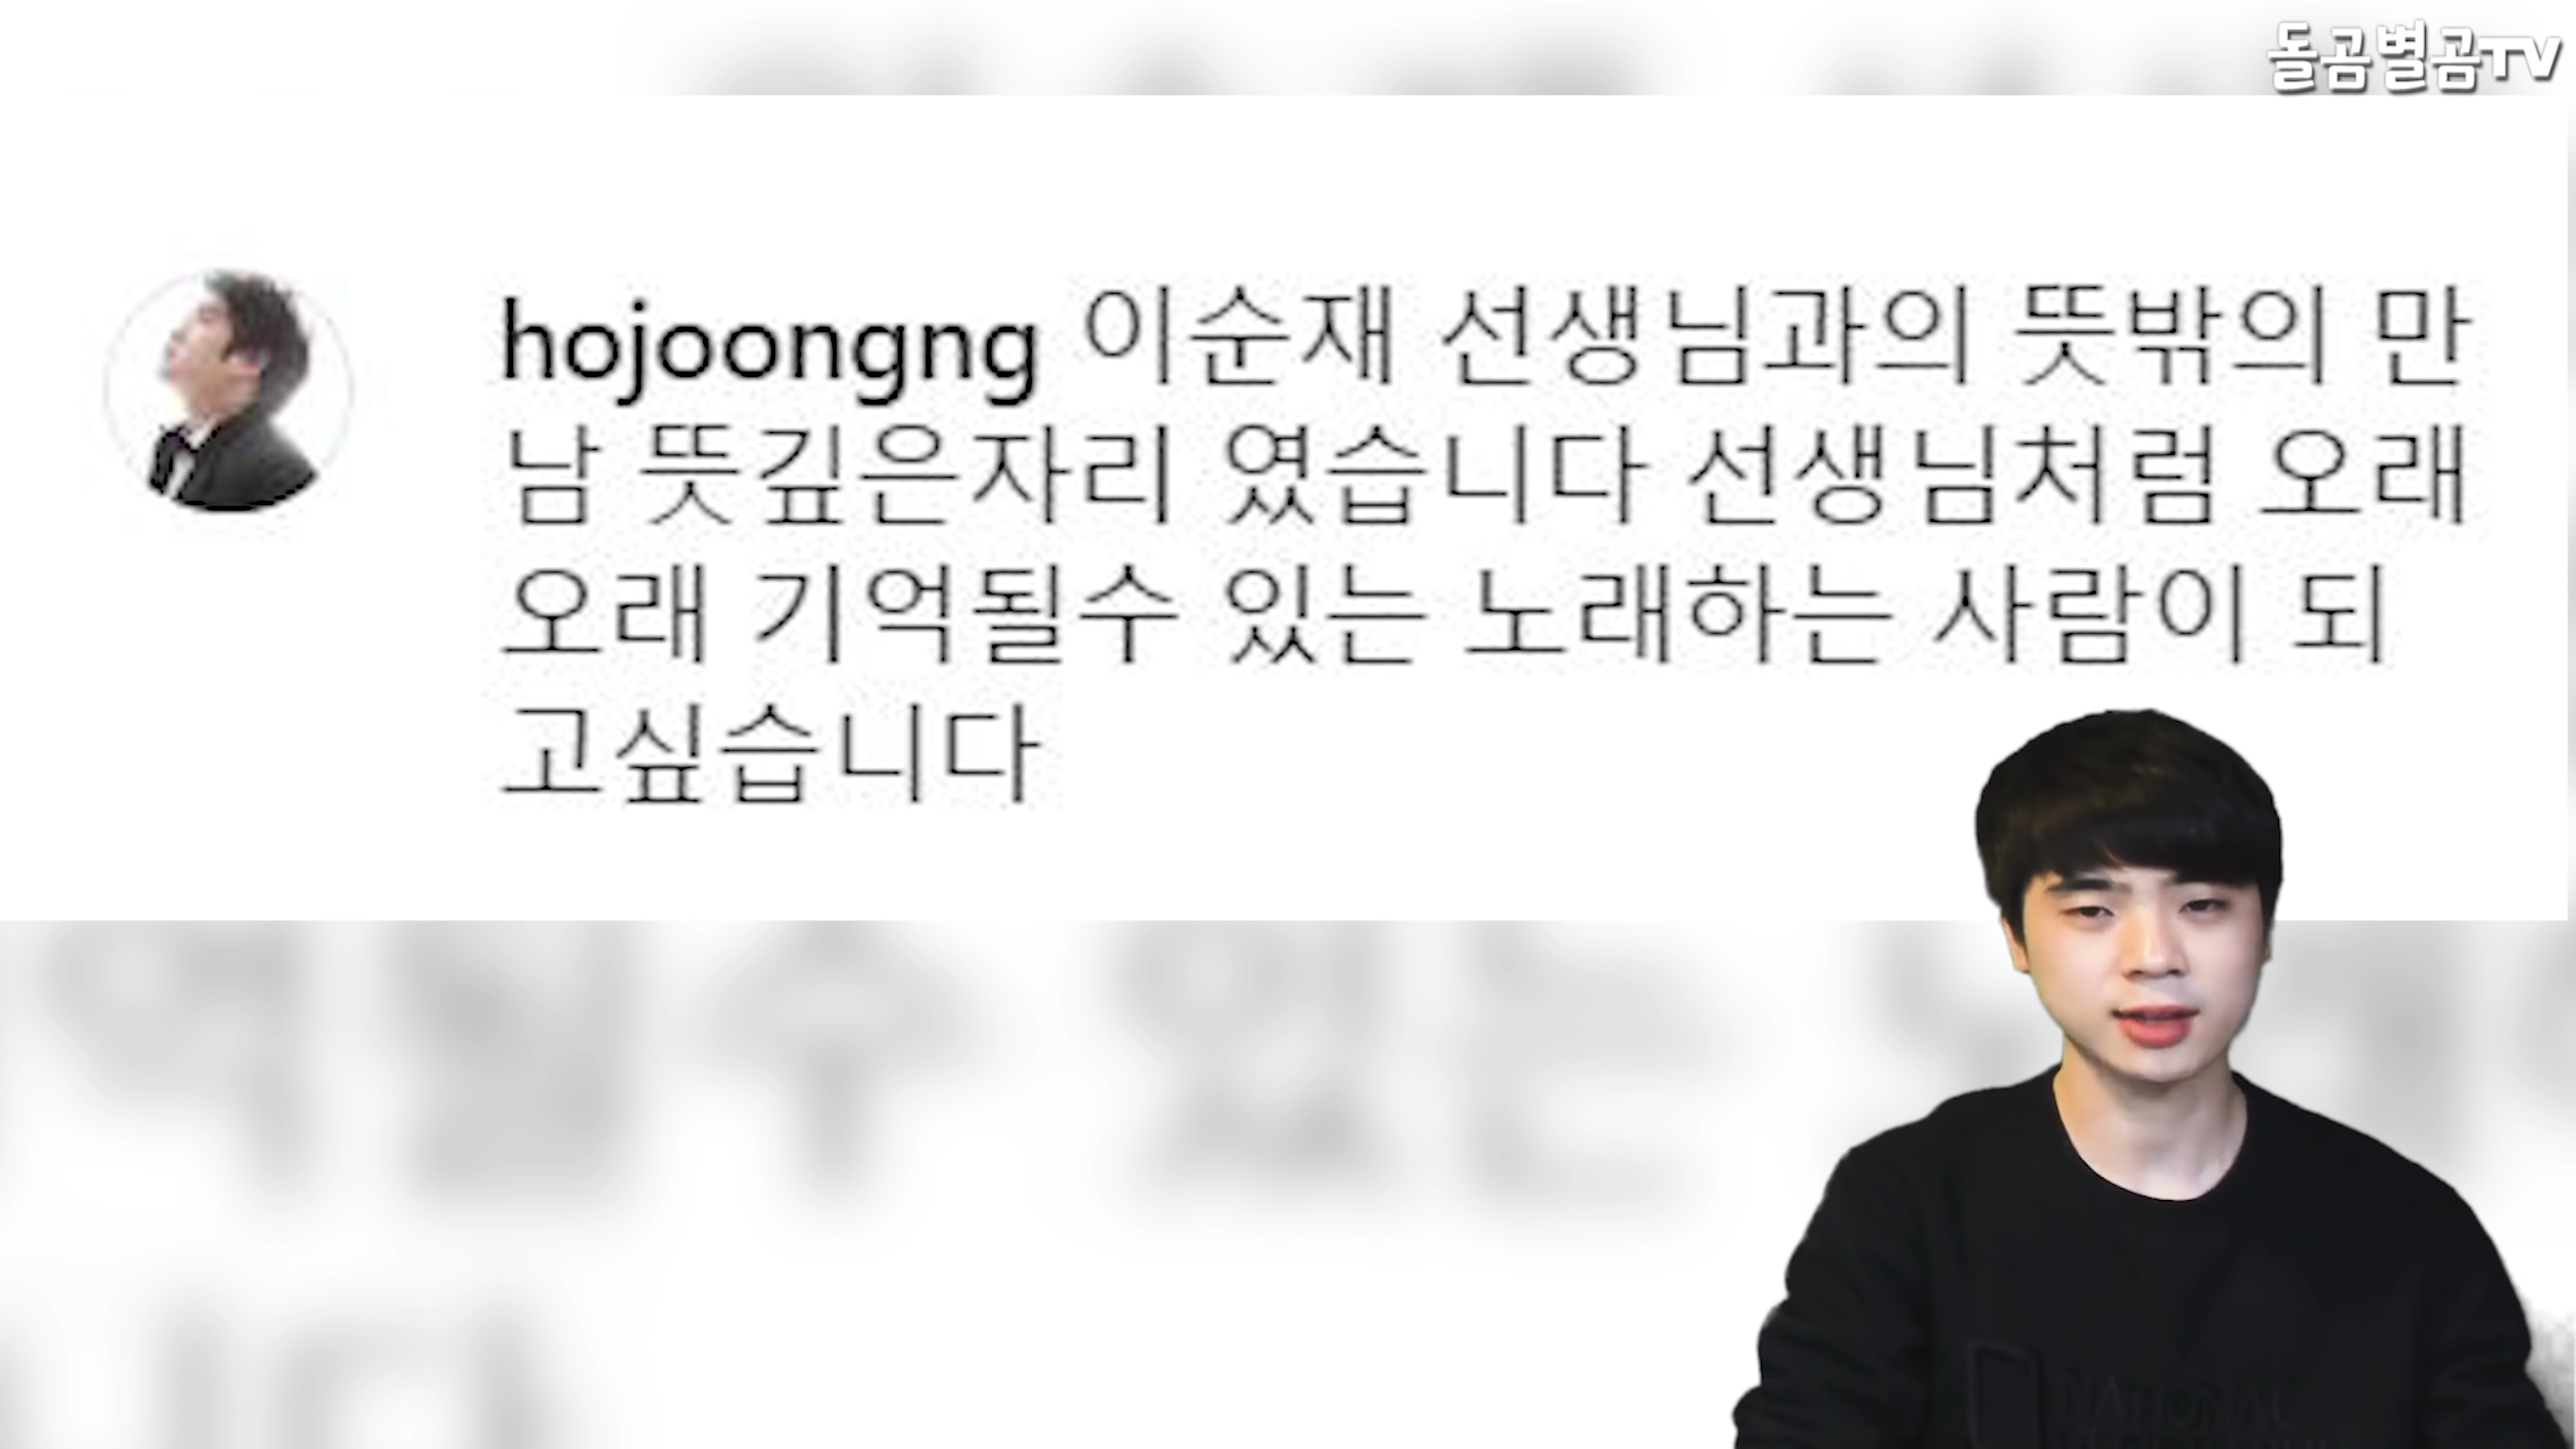 돌곰별곰TV
hojoongng 이순재 선생님과의 뜻밖의 만
남 뜻깊은자리 였습니다 선생님처럼 오래
오래 기억될수 있는 노래하는 사람이 되
고싶습니다
NATIONAL